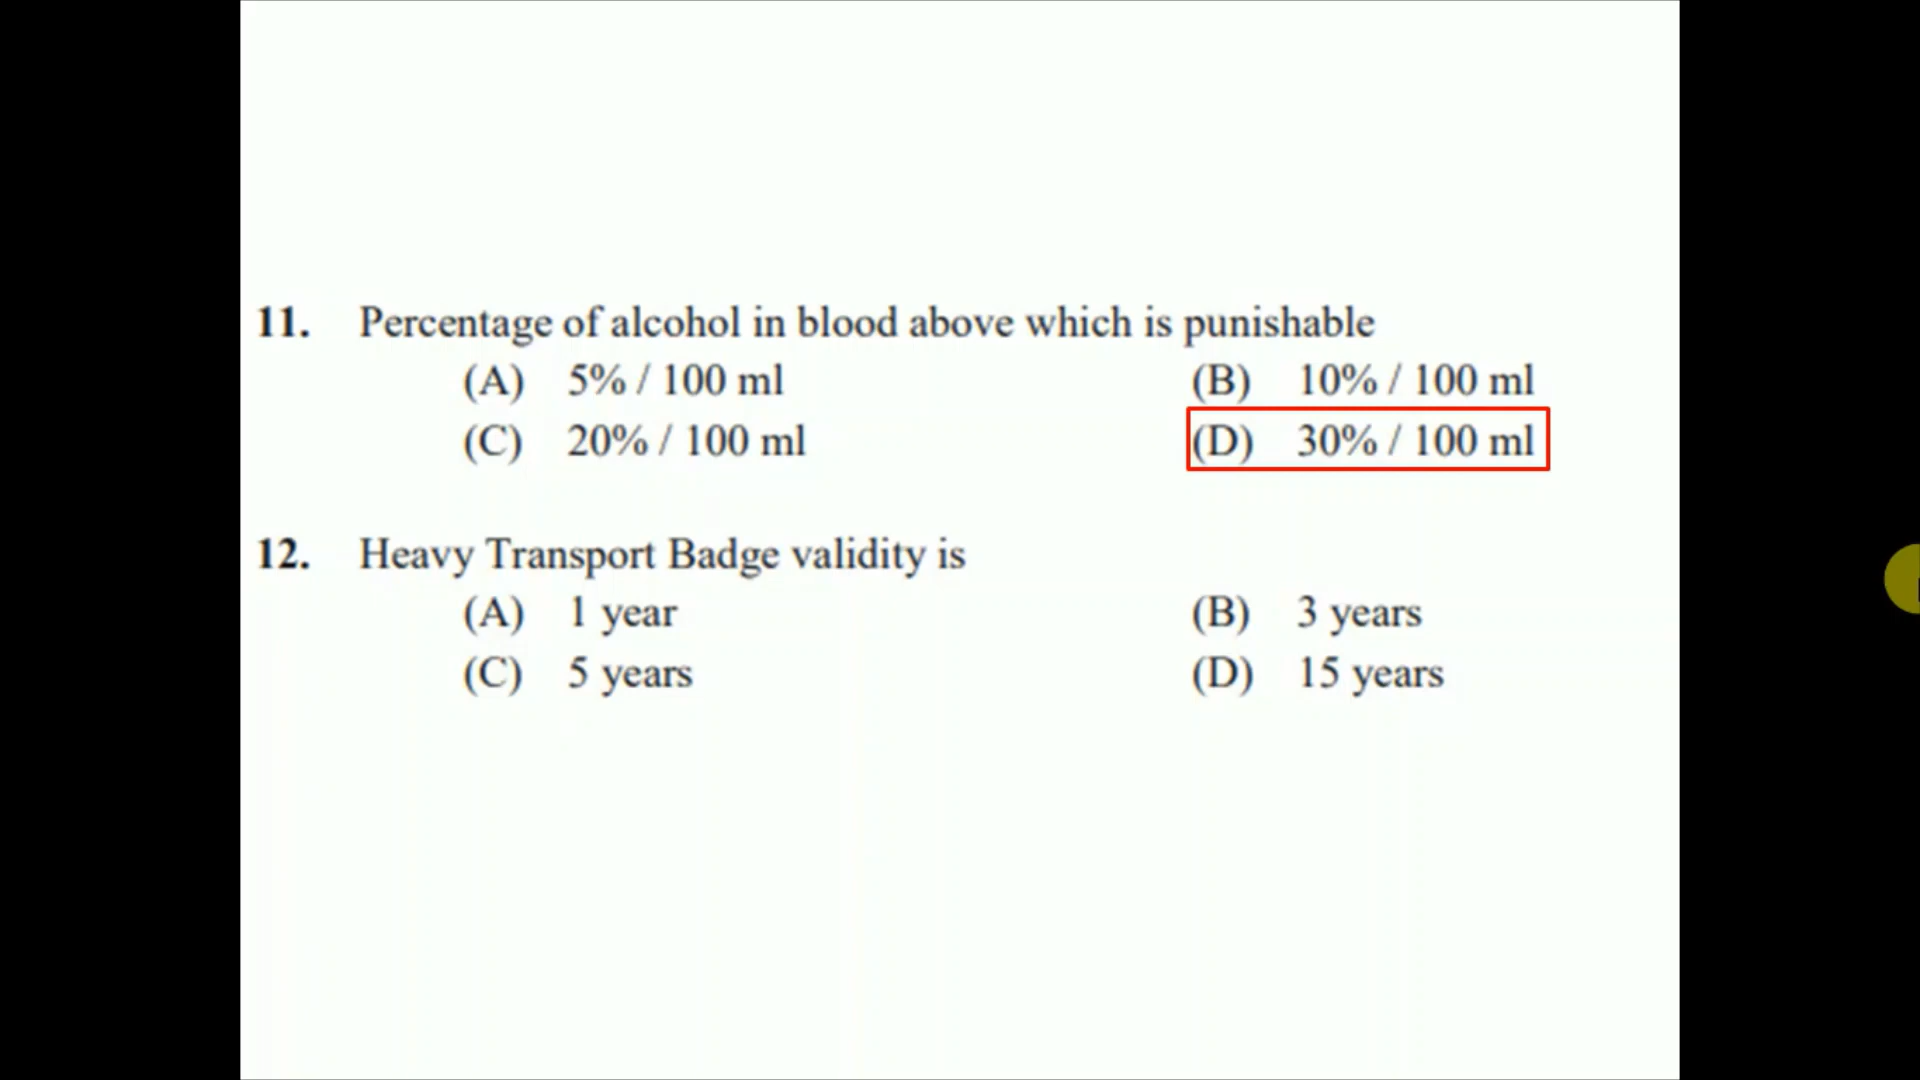 11. Percentage of alcohol in blood above which is punishable
(A) 5% / 100 ml (B) 10% / 100 ml
(C) 20% / 100 ml (D) 30% / 100 ml
12. Heavy Transport Badge validity is
(A) 1 year (B) 3 years
(C) 5 years (D) 15 years